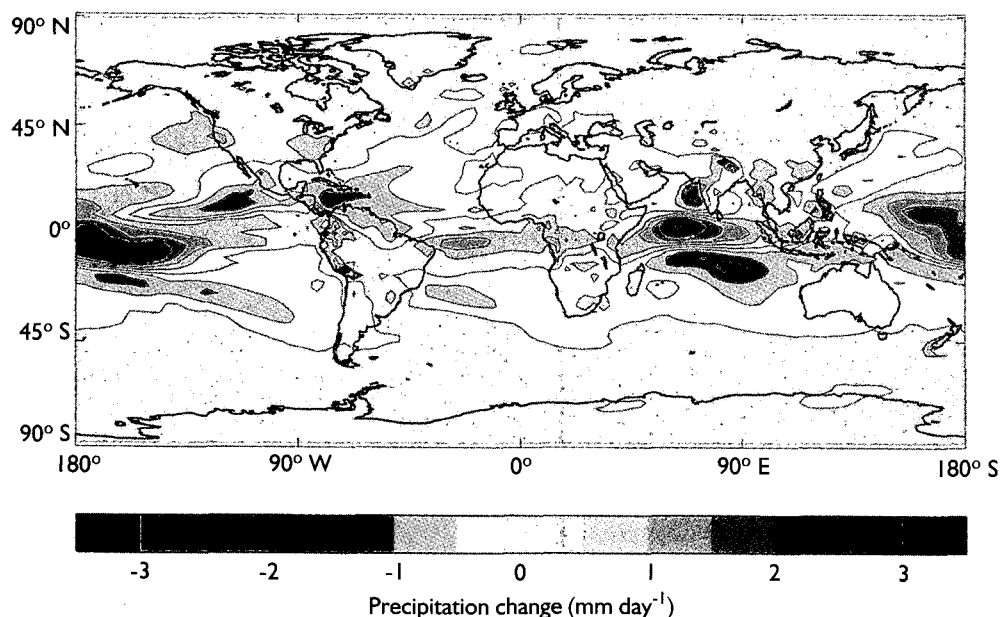 90° N
45° N
0°
45° S
90° S
180° 90° W 0° 90° E 180° S
-3 -2 -1 0 1 2 3
Precipitation change (mm day-1)